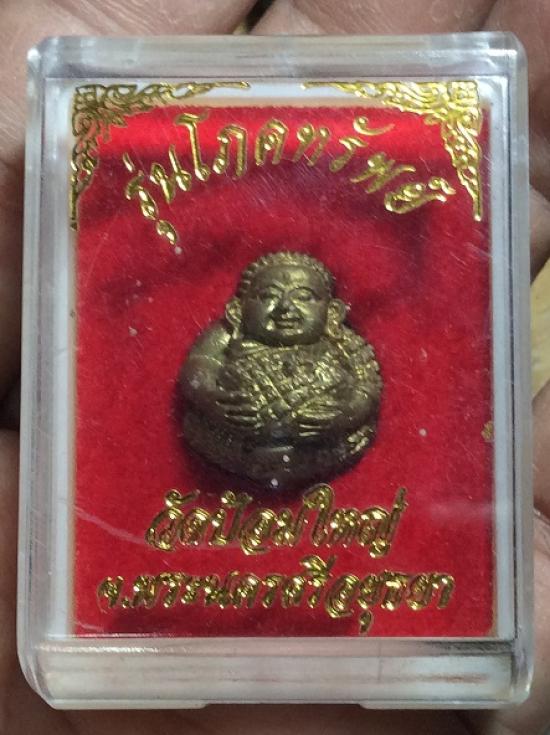 รุ่นโภคทรัพย์
วัดป้อมใหญ่
จ.พระนครศรีอยุธยา